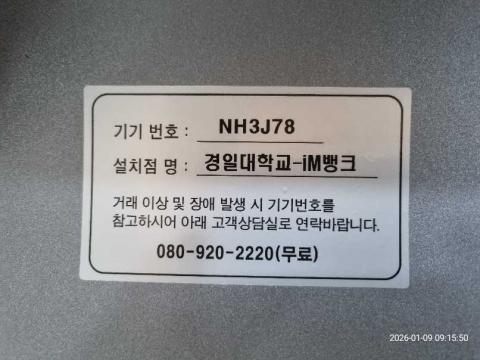 기기 번호 : NH3J78
설치점 명 : 경일대학교-iM뱅크
거래 이상 및 장애 발생 시 기기번호를
참고하시어 아래 고객상담실로 연락바랍니다.
080-920-2220(무료)
2026-01-09 09:15:50